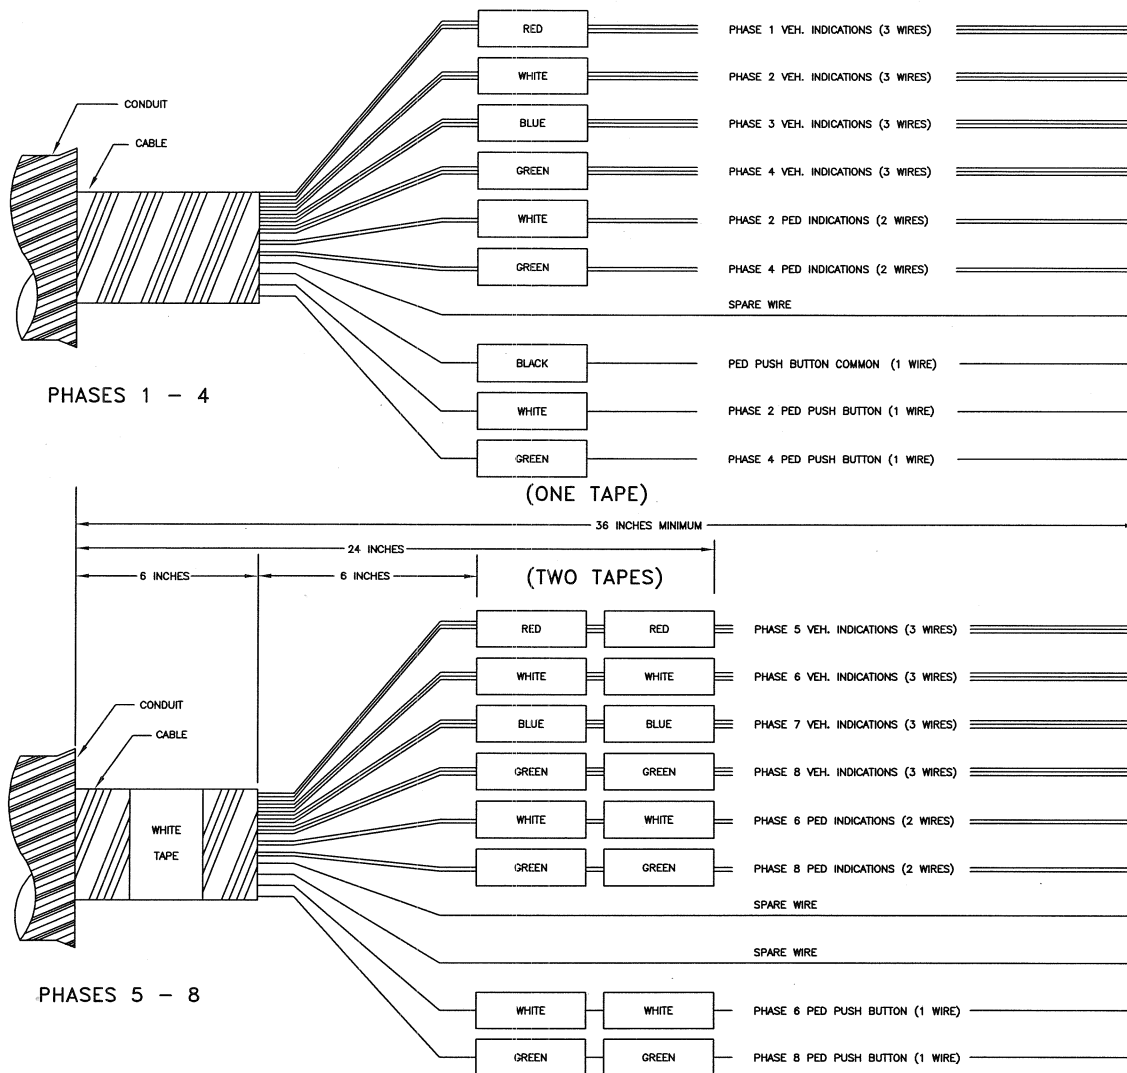 RED PHASE 1 VEH. INDICATIONS (3 WIRES)
WHITE PHASE 2 VEH. INDICATIONS (3 WIRES)
CONDUIT
BLUE PHASE 3 VEH. INDICATIONS (3 WIRES)
CABLE
GREEN PHASE 4 VEH. INDICATIONS (3 WIRES)
WHITE PHASE 2 PED INDICATIONS (2 WIRES)
GREEN PHASE 4 PED INDICATIONS (2 WIRES)
SPARE WIRE
BLACK PED PUSH BUTTON COMMON (1 WIRE)
PHASES 1 - 4
WHITE PHASE 2 PED PUSH BUTTON (1 WIRE)
GREEN PHASE 4 PED PUSH BUTTON (1 WIRE)
(ONE TAPE)
36 INCHES MINIMUM
24 INCHES
6 INCHES 6 INCHES (TWO TAPES)
RED RED PHASE 5 VEH. INDICATIONS (3 WIRES)
WHITE WHITE PHASE 6 VEH. INDICATIONS (3 WIRES)
CONDUIT
BLUE BLUE PHASE 7 VEH. INDICATIONS (3 WIRES)
CABLE
GREEN GREEN PHASE 8 VEH. INDICATIONS (3 WIRES)
WHITE WHITE PHASE 6 PED INDICATIONS (2 WIRES)
WHITE
TAPE
GREEN GREEN PHASE 8 PED INDICATIONS (2 WIRES)
SPARE WIRE
SPARE WIRE
PHASES 5 - 8
WHITE WHITE PHASE 6 PED PUSH BUTTON (1 WIRE)
GREEN GREEN PHASE 8 PED PUSH BUTTON (1 WIRE)